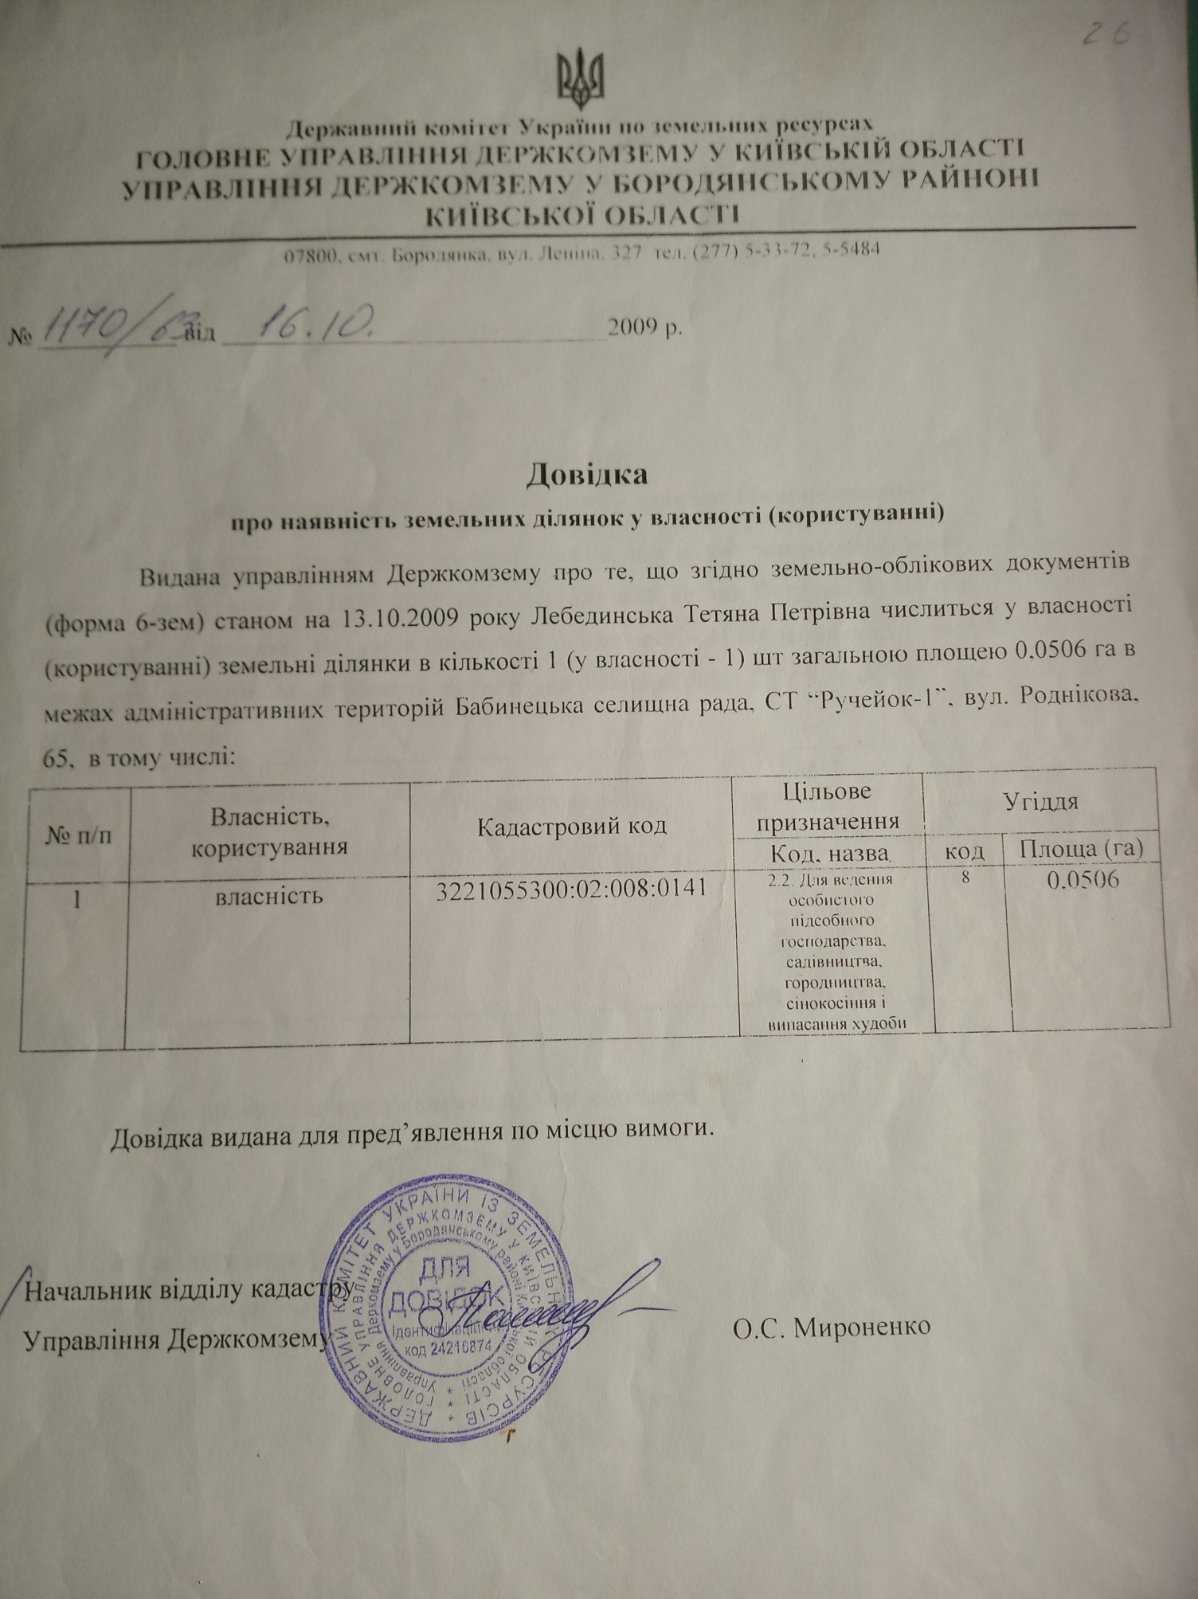 26
Державний комітет України по земельних ресурсах
ГОЛОВНЕ УПРАВЛІННЯ ДЕРЖКОМЗЕМУ У КИЇВСЬКІЙ ОБЛАСТІ
УПРАВЛІННЯ ДЕРЖКОМЗЕМУ У БОРОДЯНСЬКОМУ РАЙНОНІ
КИЇВСЬКОЇ ОБЛАСТІ
07800, смт. Бородянка, вул. Леніна, 327 тел. (277) 5-33-72, 5-5484
№ 1170/63 від 16.10. 2009 р.
Довідка
про наявність земельних ділянок у власності (користуванні)
Видана управлінням Держкомзему про те, що згідно земельно-облікових документів
(форма 6-зем) станом на 13.10.2009 року Лебединська Тетяна Петрівна числиться у власності
(користуванні) земельні ділянки в кількості 1 (у власності - 1) шт загальною площею 0,0506 га в
межах адміністративних територій Бабинецька селищна рада, СТ “Ручейок-1”, вул. Роднікова,
65, в тому числі:
№ п/п
Власність,
користування
Кадастровий код
Цільове
призначення
Код, назва
Угіддя
код
Площа (га)
1
власність
3221055300:02:008:0141
2.2. Для ведення
особистого
підсобного
господарства,
садівництва,
городництва,
сінокосіння і
випасання худоби
8
0,0506
Довідка видана для пред’явлення по місцю вимоги.
Начальник відділу кадастру
Управління Держкомзему
О.С. Мироненко
ДЕРЖАВНИЙ КОМІТЕТ УКРАЇНИ ІЗ ЗЕМЕЛЬНИХ РЕСУРСІВ
ГОЛОВНЕ УПРАВЛІННЯ ДЕРЖКОМЗЕМУ У КИЇВСЬКІЙ ОБЛАСТІ
Управління Держкомзему у Бородянському районі Київської області
ДЛЯ
ДОВІДОК
Ідентифікаційний
код 24210874